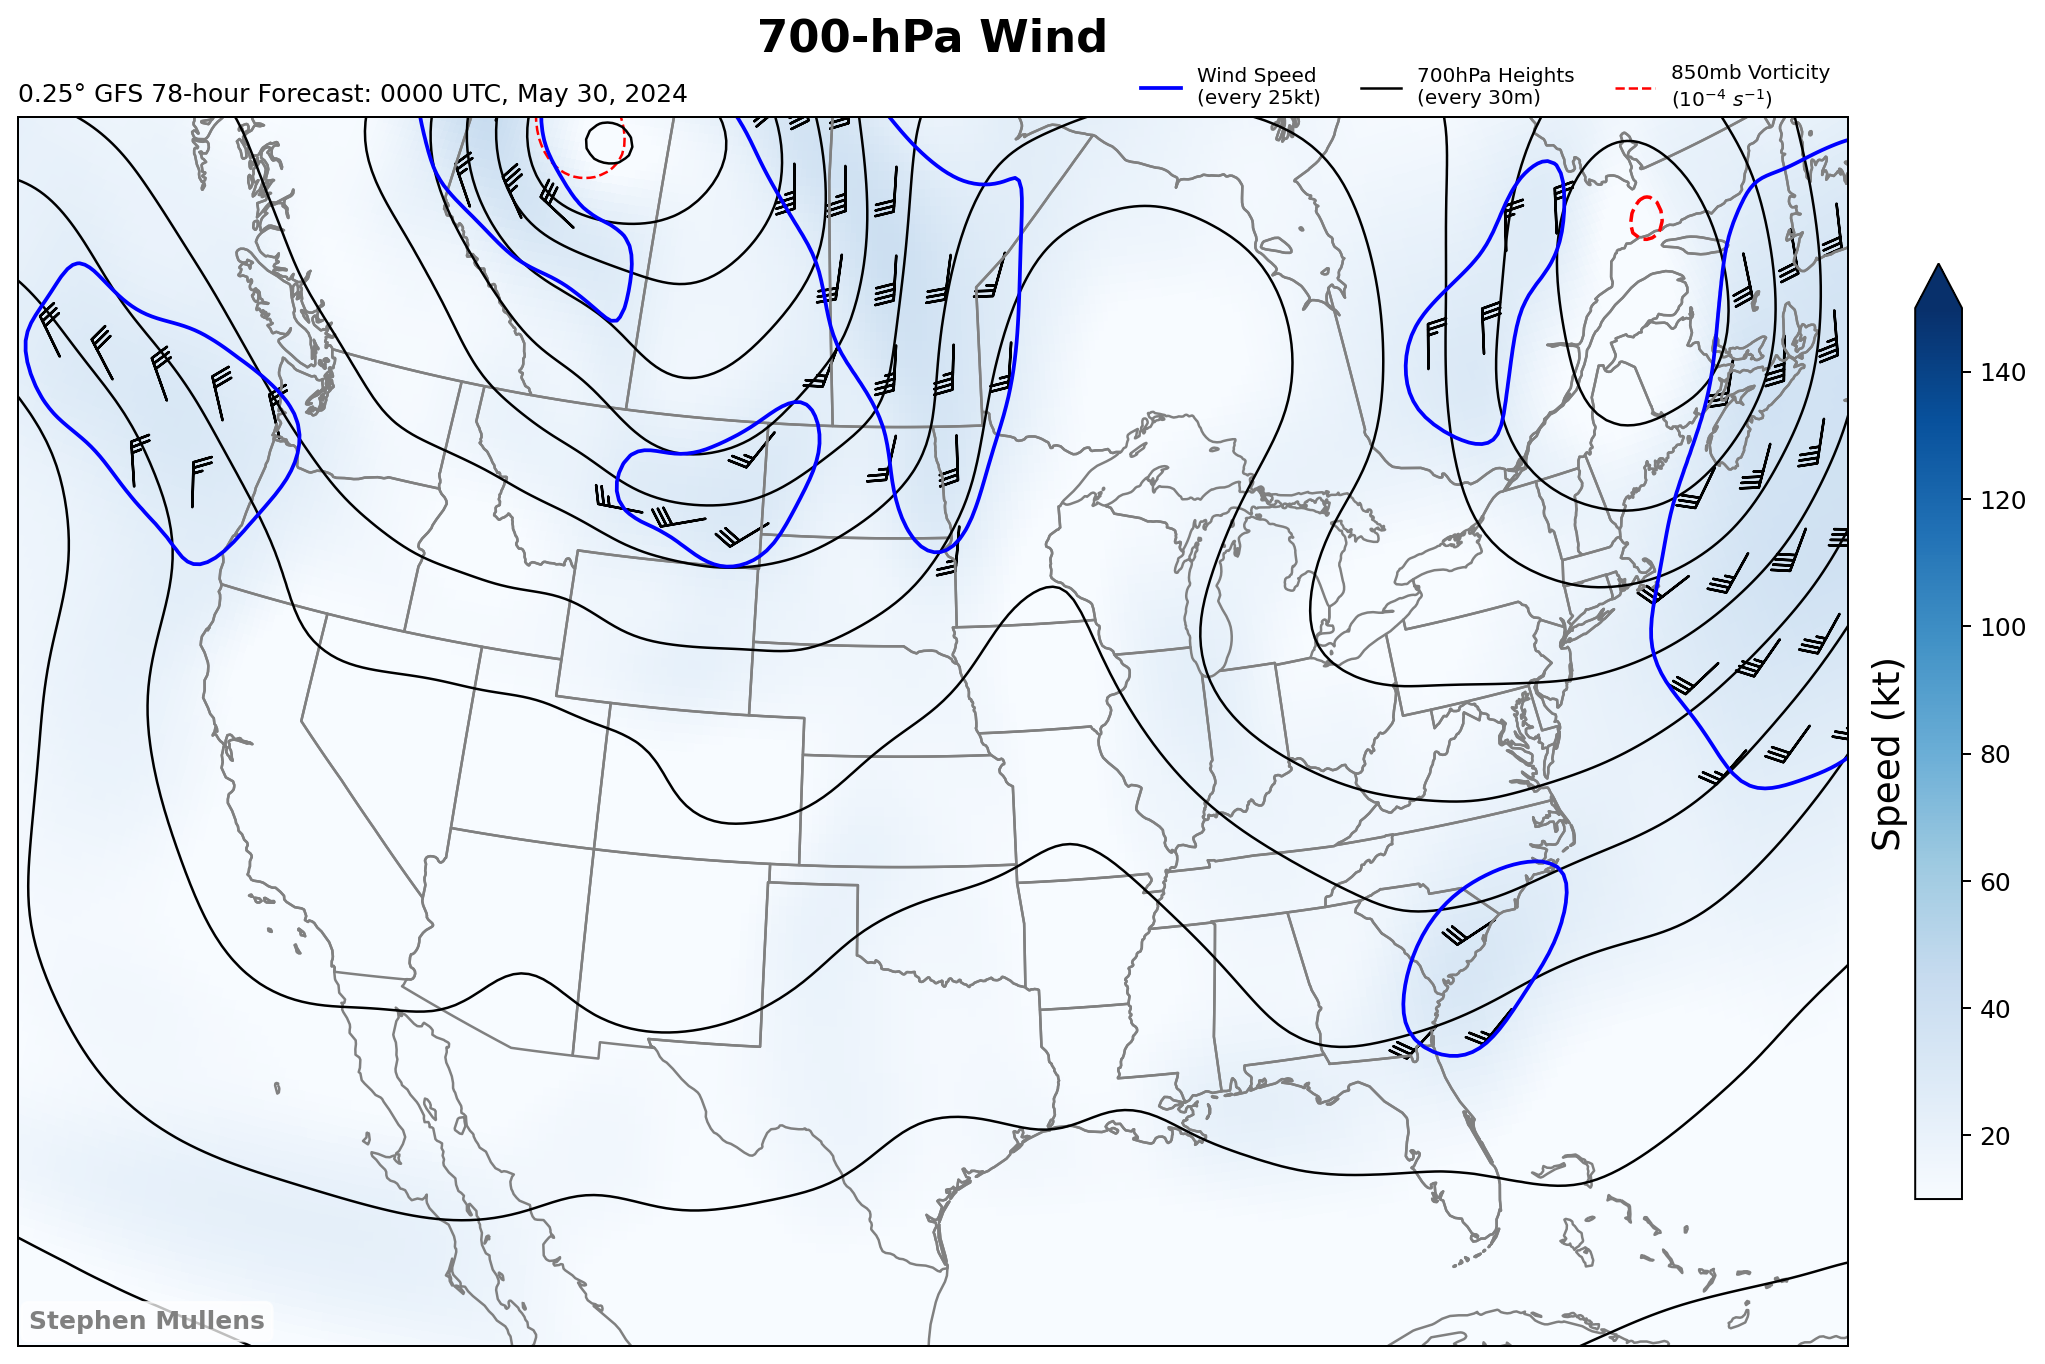 700-hPa Wind
0.25° GFS 78-hour Forecast: 0000 UTC, May 30, 2024
Wind Speed
(every 25kt)
700hPa Heights
(every 30m)
850mb Vorticity
(10⁻⁴ s⁻¹)
140
120
100
80
60
40
20
Speed (kt)
Stephen Mullens